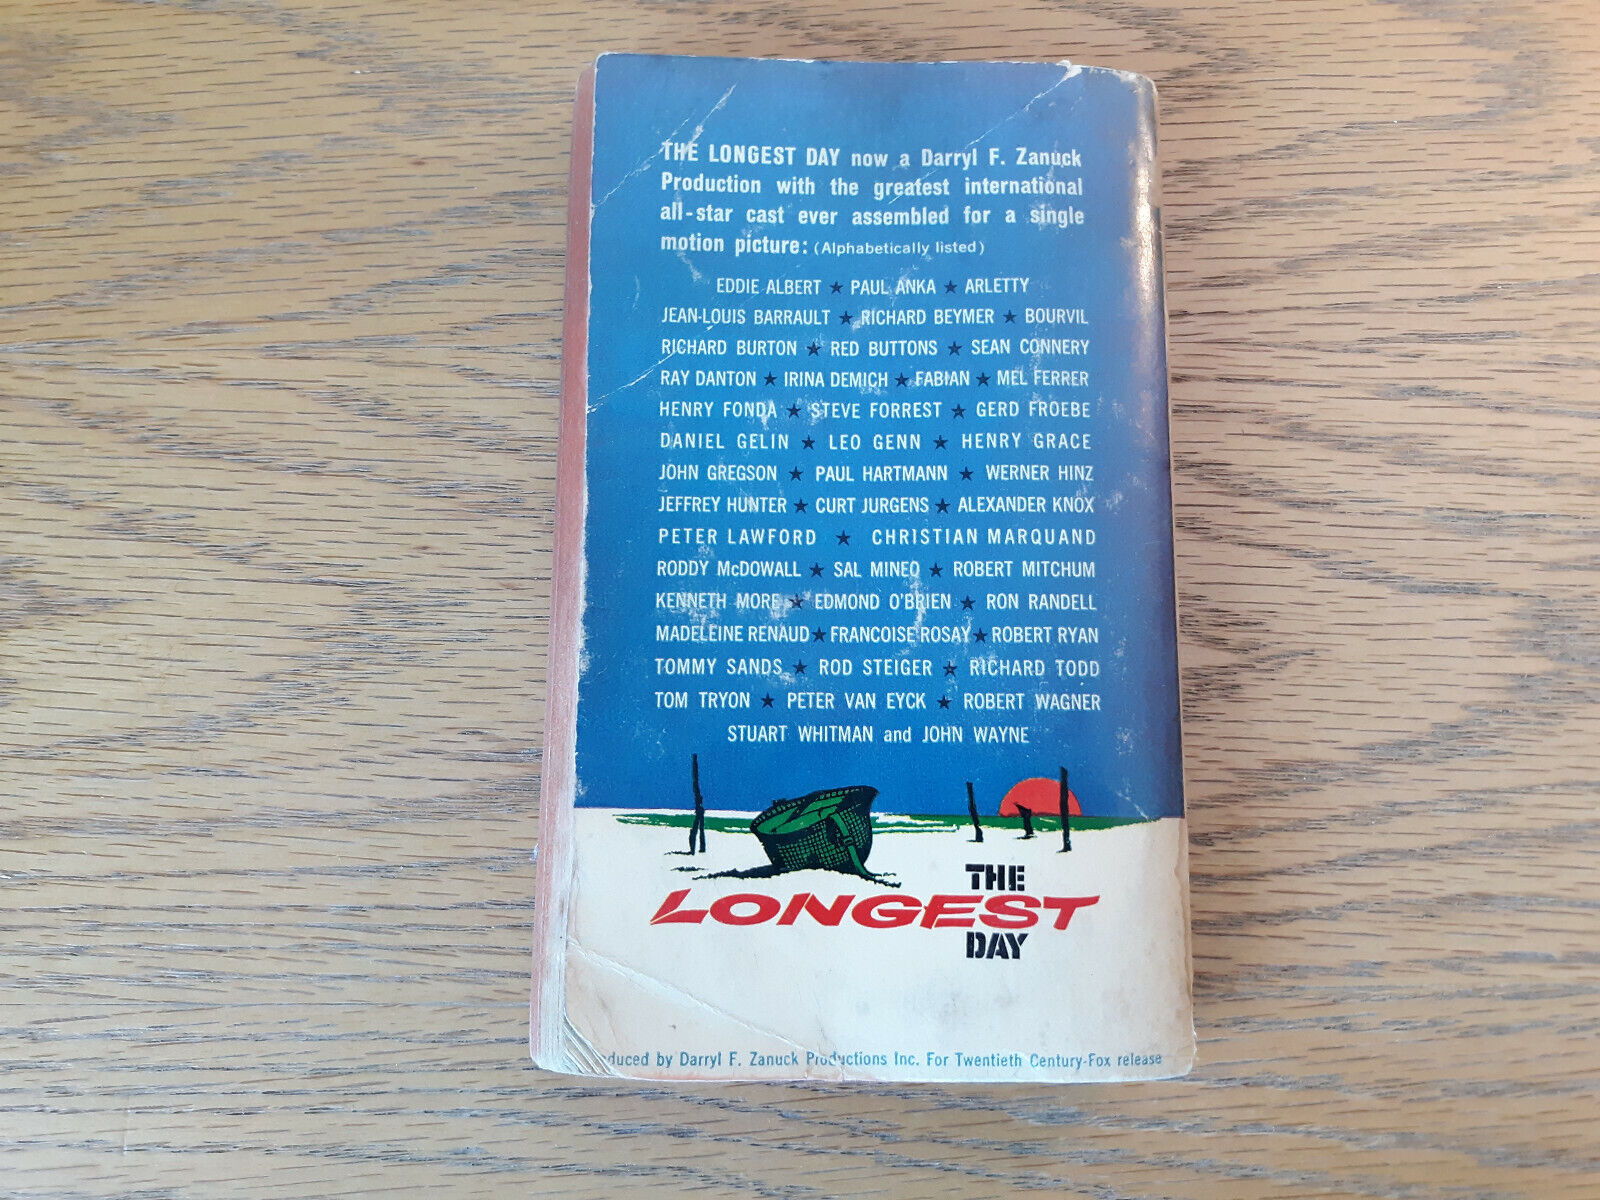 THE LONGEST DAY now a Darryl F. Zanuck
Production with the greatest international
all-star cast ever assembled for a single
motion picture: (Alphabetically listed)
EDDIE ALBERT ★ PAUL ANKA ★ ARLETTY
JEAN-LOUIS BARRAULT ★ RICHARD BEYMER ★ BOURVIL
RICHARD BURTON ★ RED BUTTONS ★ SEAN CONNERY
RAY DANTON ★ IRINA DEMICH ★ FABIAN ★ MEL FERRER
HENRY FONDA ★ STEVE FORREST ★ GERD FROEBE
DANIEL GELIN ★ LEO GENN ★ HENRY GRACE
JOHN GREGSON ★ PAUL HARTMANN ★ WERNER HINZ
JEFFREY HUNTER ★ CURT JURGENS ★ ALEXANDER KNOX
PETER LAWFORD ★ CHRISTIAN MARQUAND
RODDY McDOWALL ★ SAL MINEO ★ ROBERT MITCHUM
KENNETH MORE ★ EDMOND O'BRIEN ★ RON RANDELL
MADELEINE RENAUD ★ FRANCOISE ROSAY ★ ROBERT RYAN
TOMMY SANDS ★ ROD STEIGER ★ RICHARD TODD
TOM TRYON ★ PETER VAN EYCK ★ ROBERT WAGNER
STUART WHITMAN and JOHN WAYNE
THE
LONGEST
DAY
duced by Darryl F. Zanuck Productions Inc. For Twentieth Century-Fox release